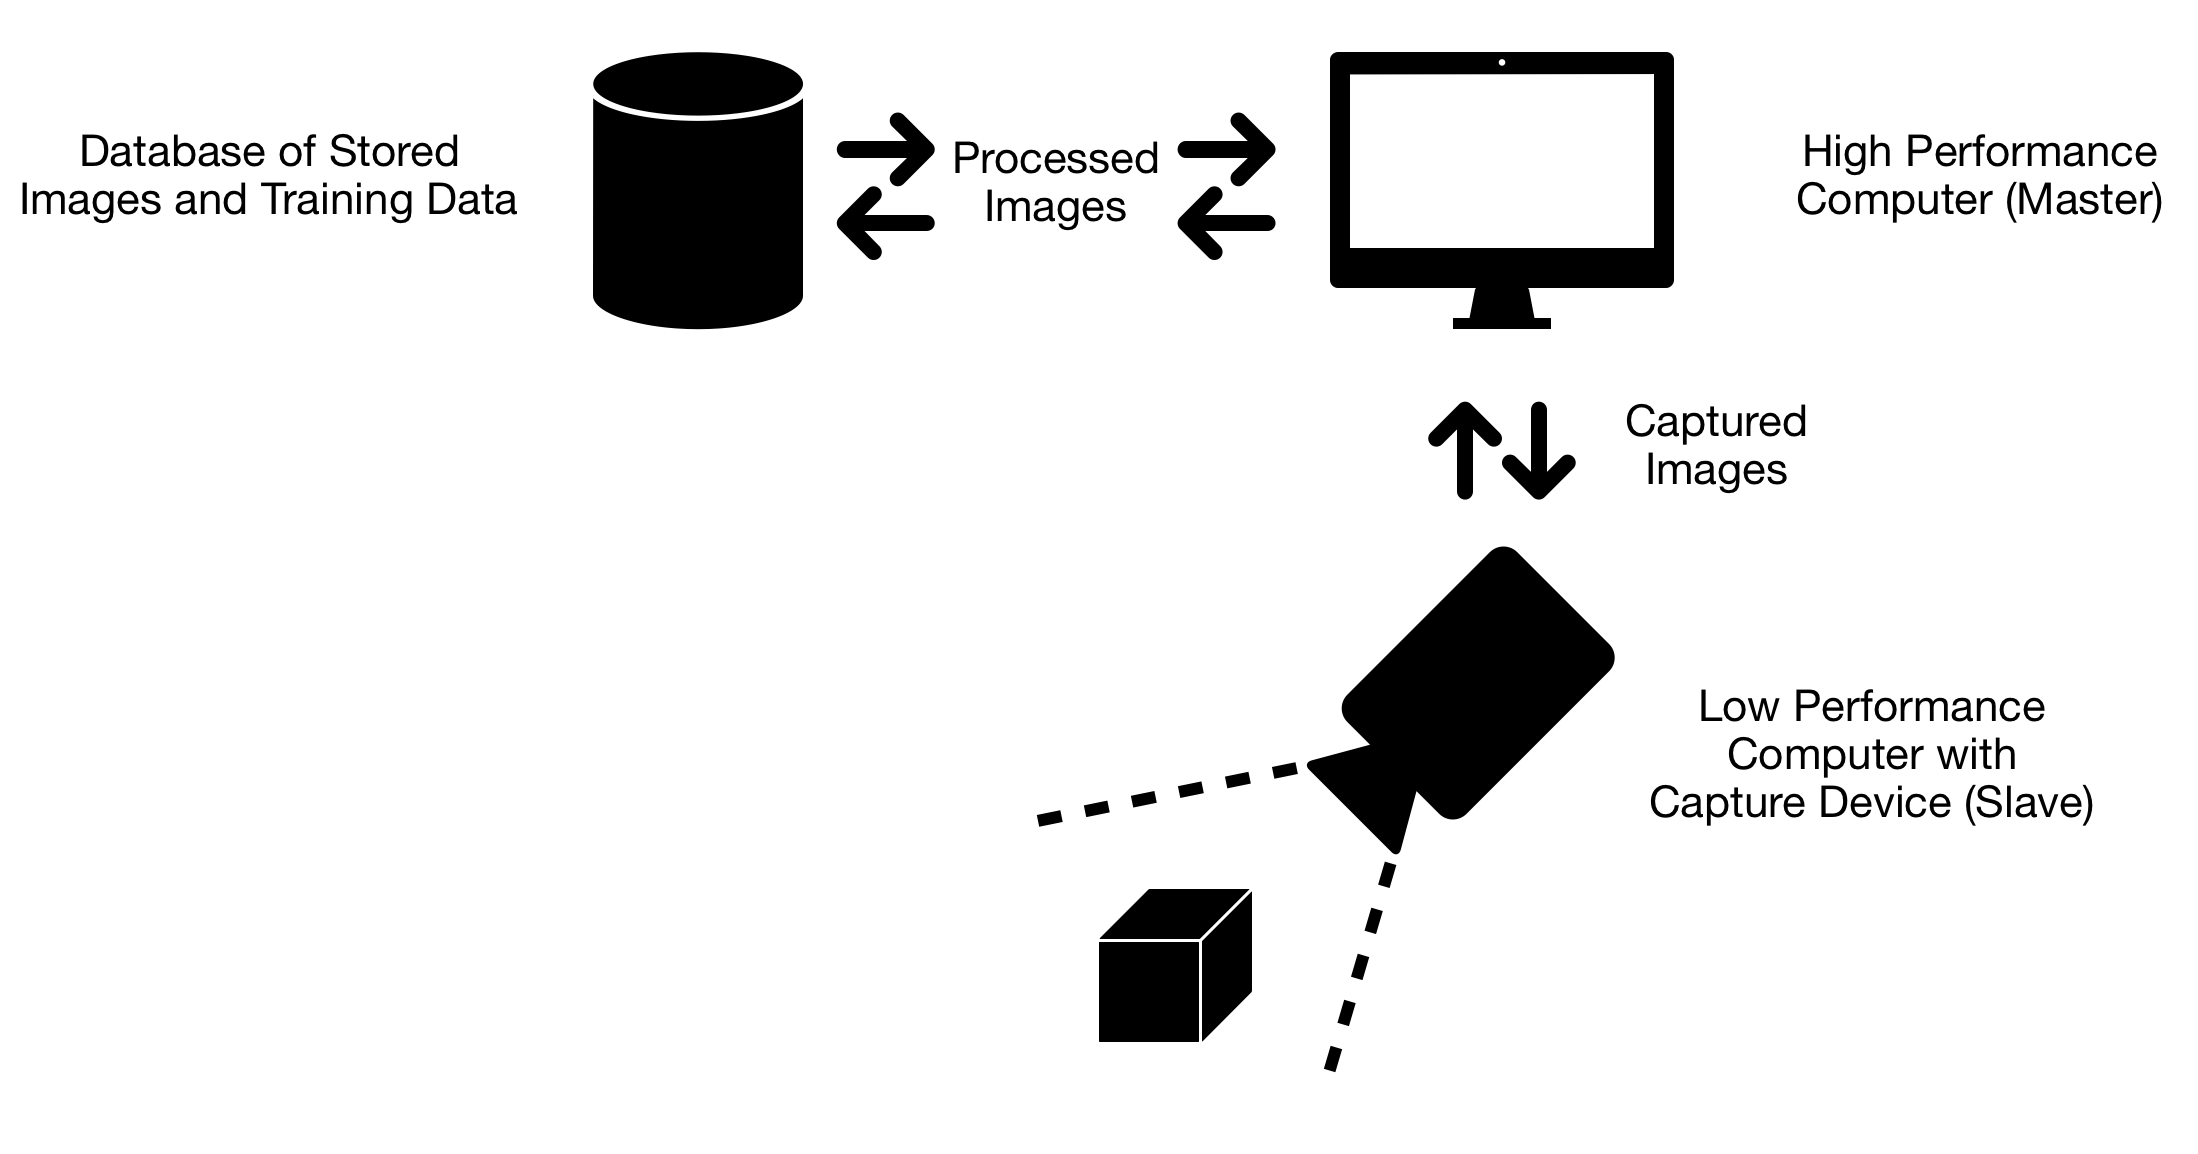 Database of Stored
Images and Training Data
Processed
Images
High Performance
Computer (Master)
Captured
Images
Low Performance
Computer with
Capture Device (Slave)